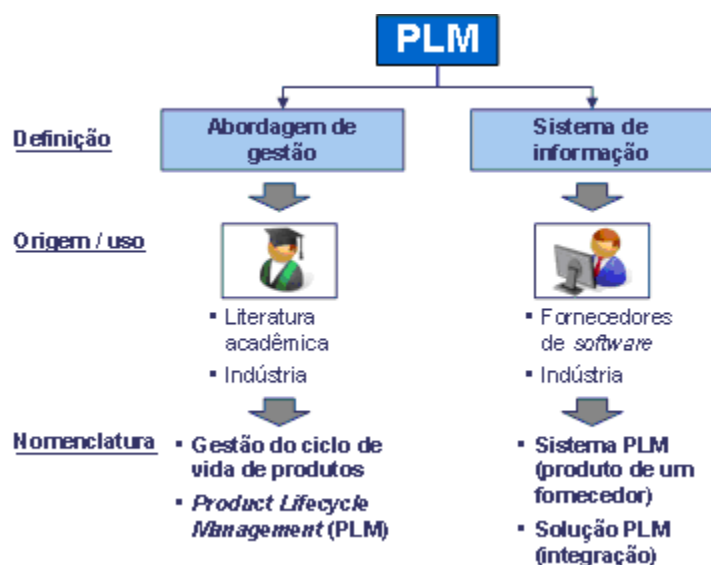 PLM
Definição
Abordagem de
gestão
Sistema de
informação
Origem / uso
▪ Literatura
acadêmica
▪ Indústria
▪ Fornecedores
de software
▪ Indústria
Nomenclatura
▪ Gestão do ciclo de
vida de produtos
▪ Product Lifecycle
Management (PLM)
▪ Sistema PLM
(produto de um
fornecedor)
▪ Solução PLM
(integração)